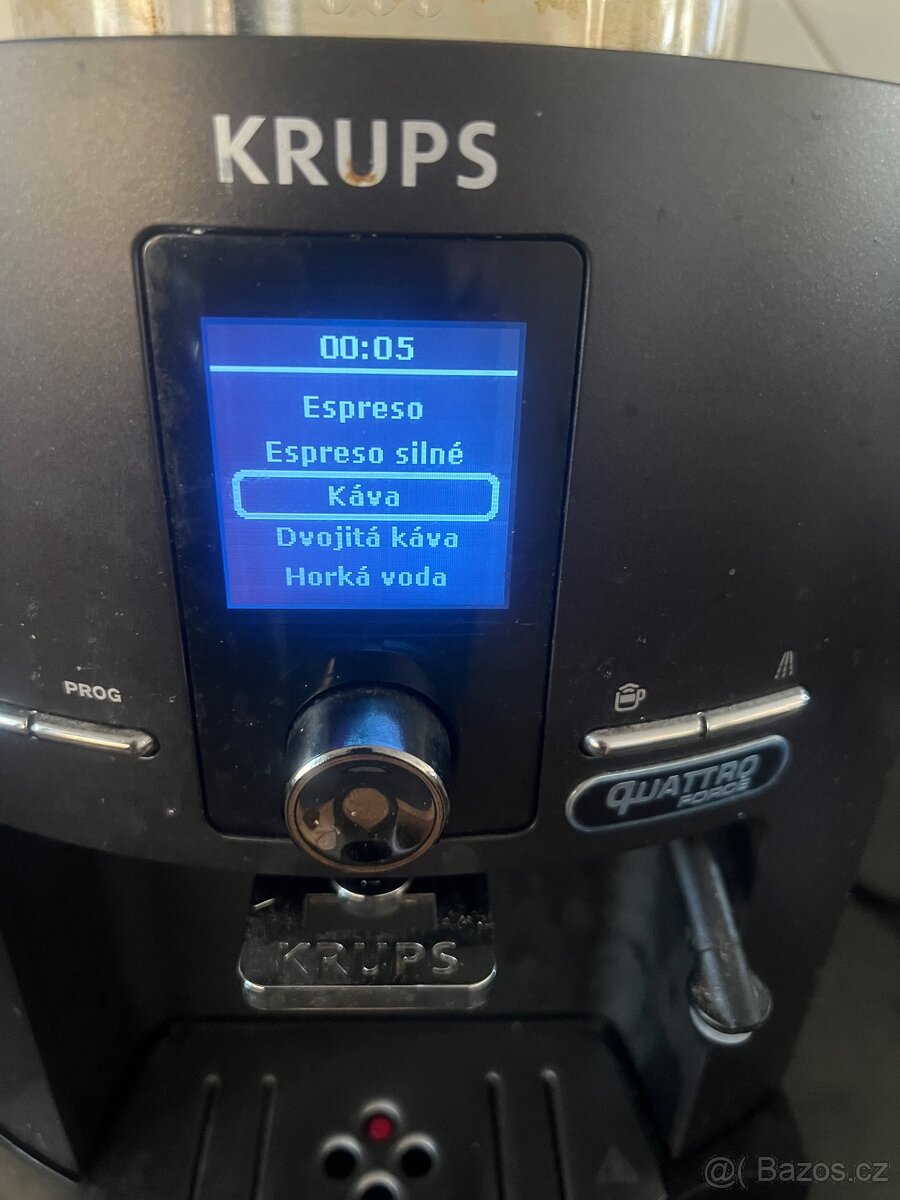 KRUPS
00:05
Espreso
Espreso silné
Káva
Dvojitá káva
Horká voda
PROG
QUATTRO
FORCE
KRUPS
@( Bazos.cz